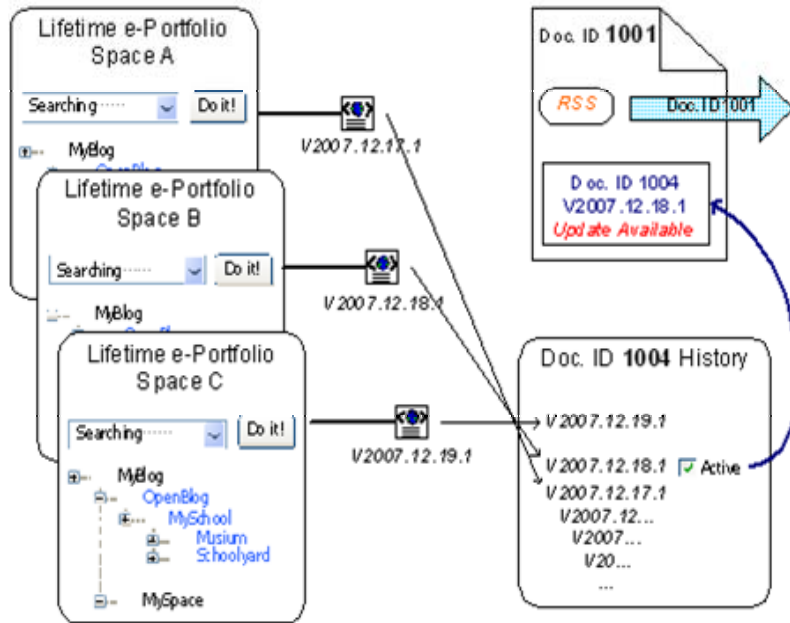 Lifetime e-Portfolio
Space A
Searching······
Do it!
MyBlog
OpenBlog
V2007.12.17.1
Lifetime e-Portfolio
Space B
Searching······
Do it!
MyBlog
V2007.12.18.1
Lifetime e-Portfolio
Space C
Searching······
Do it!
MyBlog
OpenBlog
MySchool
Musium
Schoolyard
MySpace
V2007.12.19.1
Doc. ID 1001
RSS
Doc. ID1001
Doc. ID 1004
V2007.12.18.1
Update Available
Doc. ID 1004 History
V2007.12.19.1
V2007.12.18.1 Active
V2007.12.17.1
V2007.12...
V2007...
V20...
...